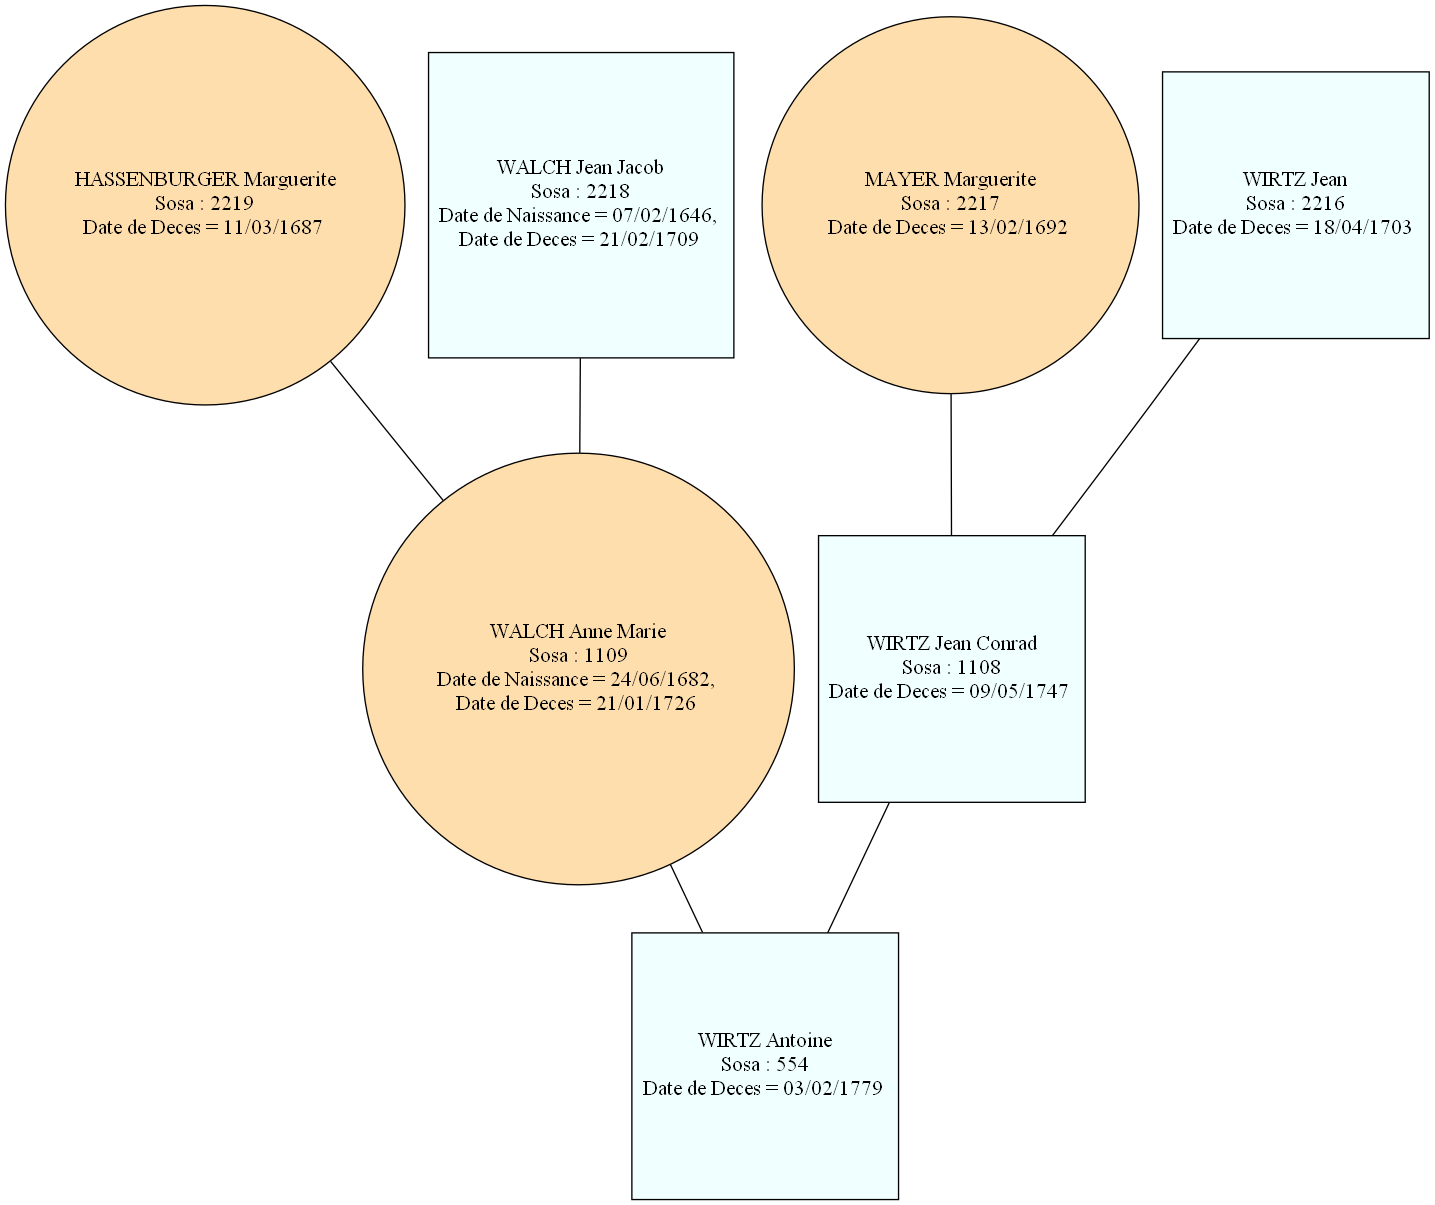 HASSENBURGER Marguerite
Sosa : 2219
Date de Deces = 11/03/1687
WALCH Jean Jacob
Sosa : 2218
Date de Naissance = 07/02/1646,
Date de Deces = 21/02/1709
MAYER Marguerite
Sosa : 2217
Date de Deces = 13/02/1692
WIRTZ Jean
Sosa : 2216
Date de Deces = 18/04/1703
WALCH Anne Marie
Sosa : 1109
Date de Naissance = 24/06/1682,
Date de Deces = 21/01/1726
WIRTZ Jean Conrad
Sosa : 1108
Date de Deces = 09/05/1747
WIRTZ Antoine
Sosa : 554
Date de Deces = 03/02/1779